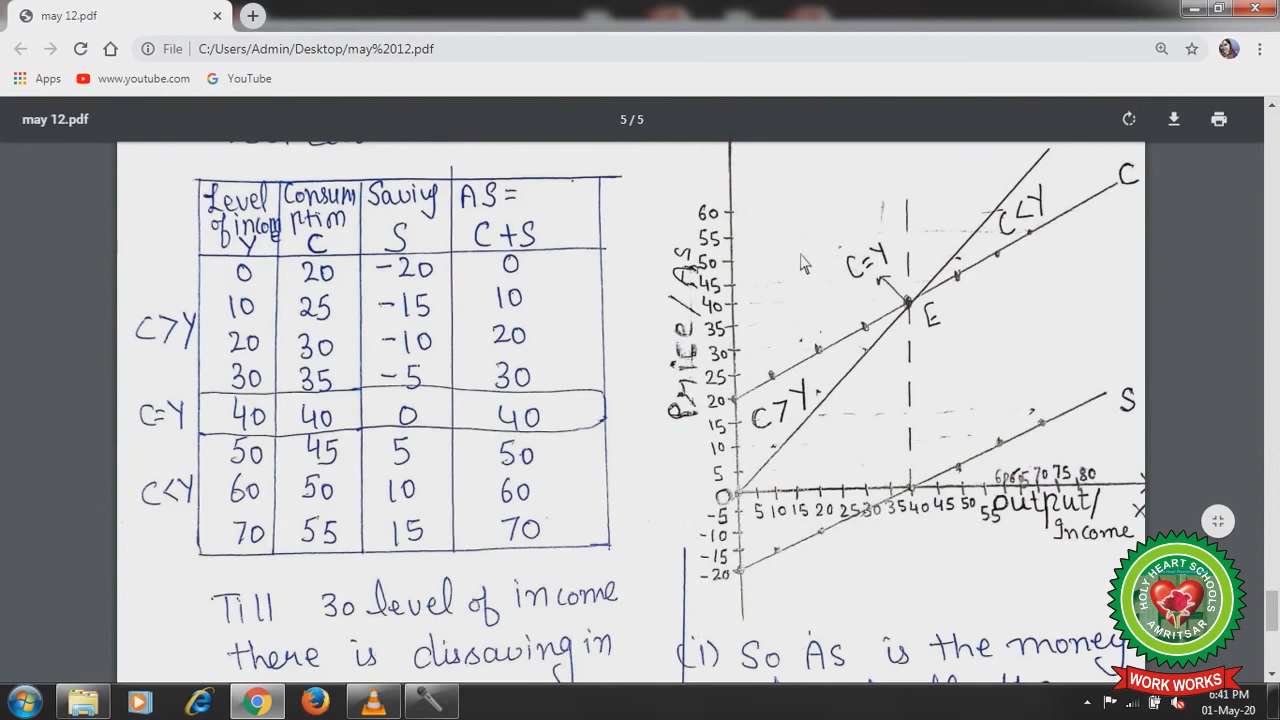 may 12.pdf
File C:/Users/Admin/Desktop/may%2012.pdf
Apps www.youtube.com YouTube
may 12.pdf 5/5
Level of income Y Consumption C Saving S AS = C+S
0 20 -20 0
10 25 -15 10
20 30 -10 20
30 35 -5 30
40 40 0 40
50 45 5 50
60 50 10 60
70 55 15 70
C>Y
C=Y
C<Y
Till 30 level of income
there is dissaving in
Price/AS
60
55
50
45
40
35
30
25
20
15
10
5
0
-5
-10
-15
-20
5 10 15 20 25 30 35 40 45 50 55 60 65 70 75 80
Output/
Income
X
C
C<Y
C=Y
E
C>Y
S
(i) So AS is the money
HOLY HEART SCHOOLS
AMRITSAR
WORK WORKS
6:41 PM
01-May-20